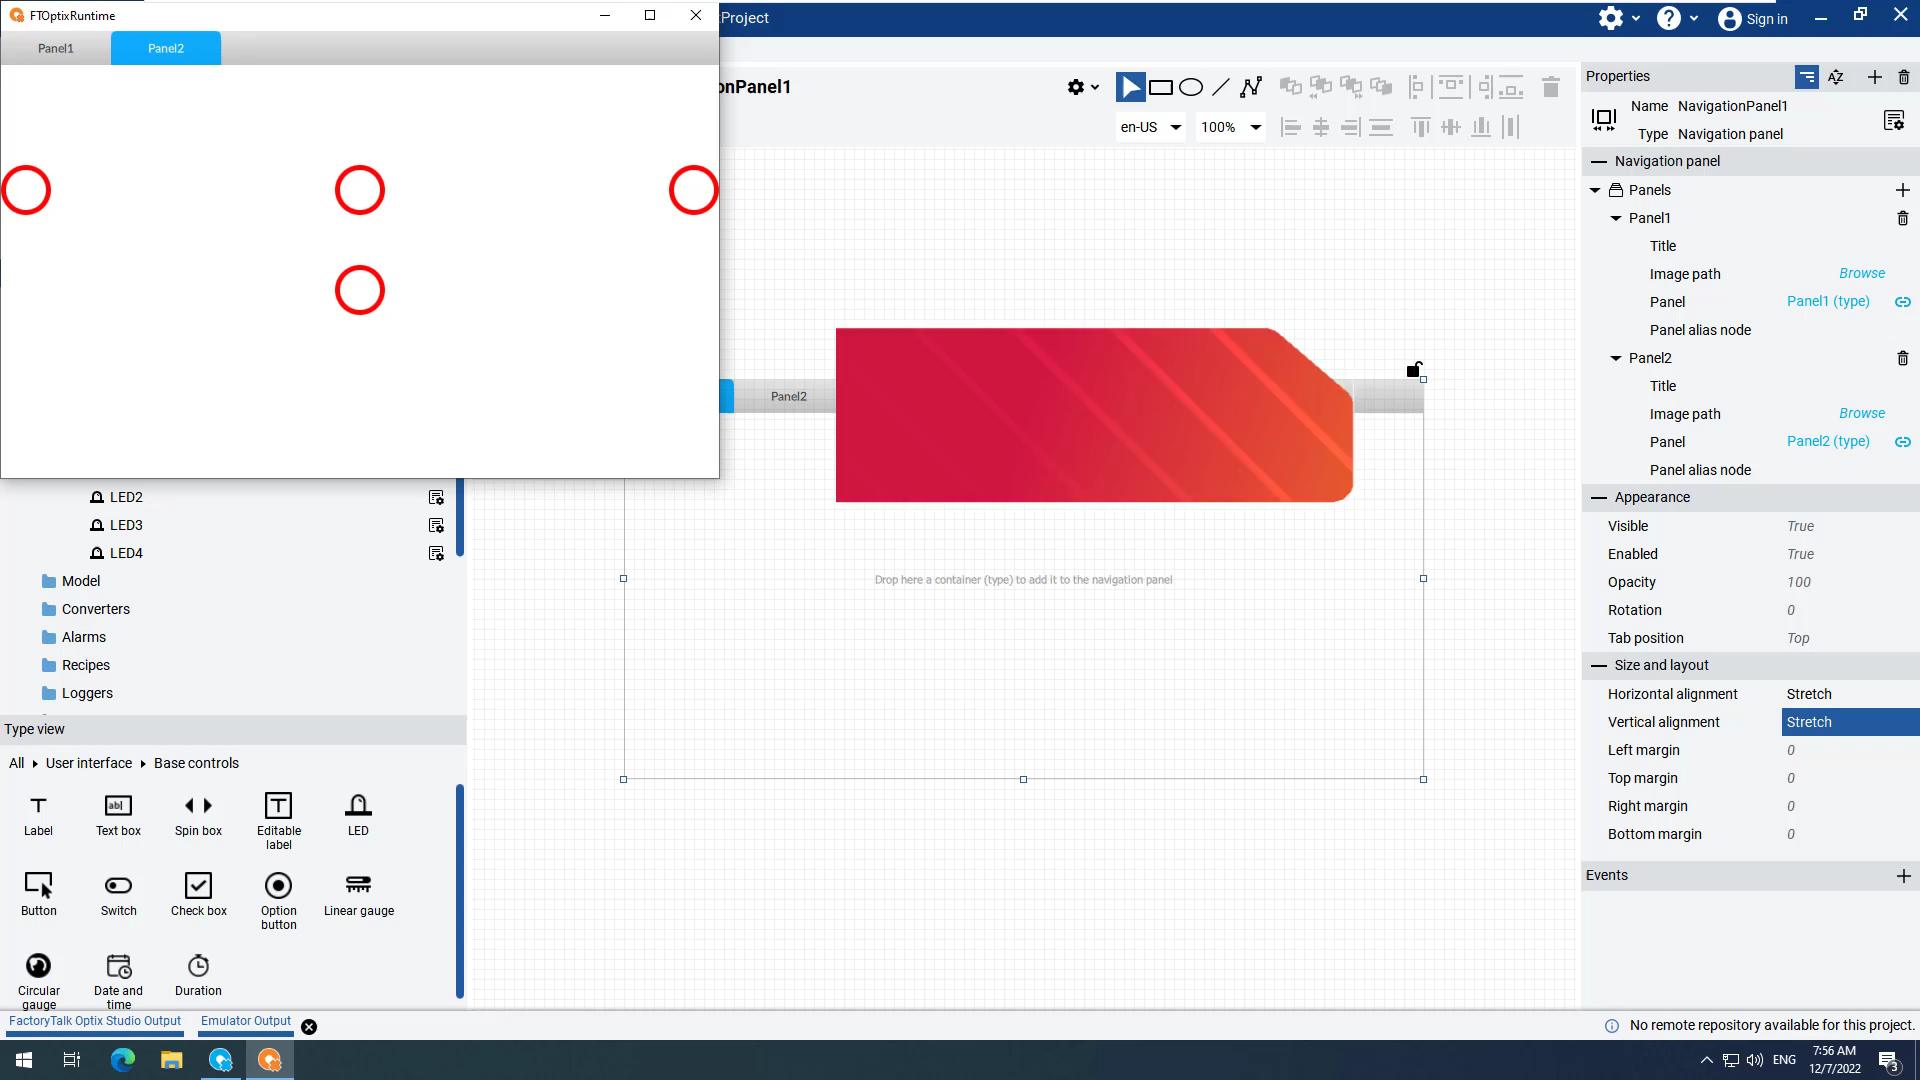 FTOptixRuntime
Panel1
Panel2
Project
Sign in
onPanel1
en-US
100%
Panel2
Drop here a container (type) to add it to the navigation panel
LED2
LED3
LED4
Model
Converters
Alarms
Recipes
Loggers
Type view
All
User interface
Base controls
Label
Text box
Spin box
Editable label
LED
Button
Switch
Check box
Option button
Linear gauge
Circular gauge
Date and time
Duration
Properties
Name NavigationPanel1
Type Navigation panel
Navigation panel
Panels
Panel1
Title
Image path Browse
Panel Panel1 (type)
Panel alias node
Panel2
Title
Image path Browse
Panel Panel2 (type)
Panel alias node
Appearance
Visible True
Enabled True
Opacity 100
Rotation 0
Tab position Top
Size and layout
Horizontal alignment Stretch
Vertical alignment Stretch
Left margin 0
Top margin 0
Right margin 0
Bottom margin 0
Events
FactoryTalk Optix Studio Output
Emulator Output
No remote repository available for this project.
ENG
7:56 AM
12/7/2022
3